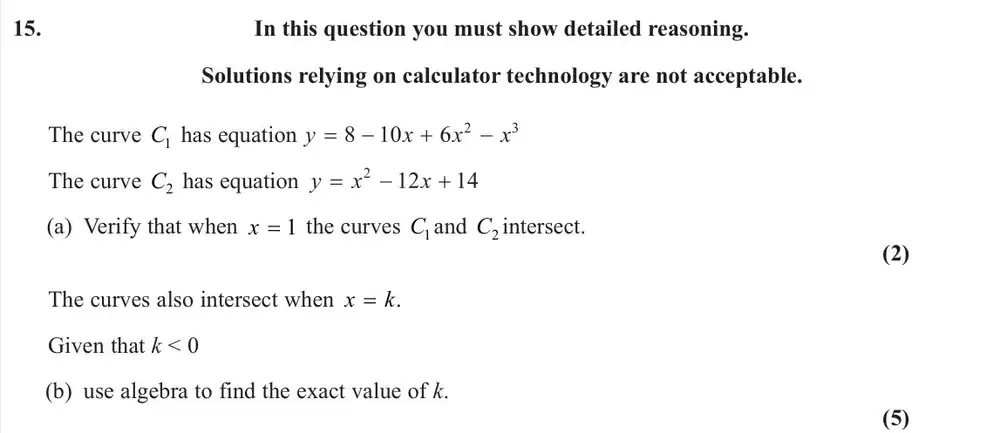 15. In this question you must show detailed reasoning.
Solutions relying on calculator technology are not acceptable.
The curve C₁ has equation y = 8 − 10x + 6x² − x³
The curve C₂ has equation y = x² − 12x + 14
(a) Verify that when x = 1 the curves C₁ and C₂ intersect.
(2)
The curves also intersect when x = k.
Given that k < 0
(b) use algebra to find the exact value of k.
(5)